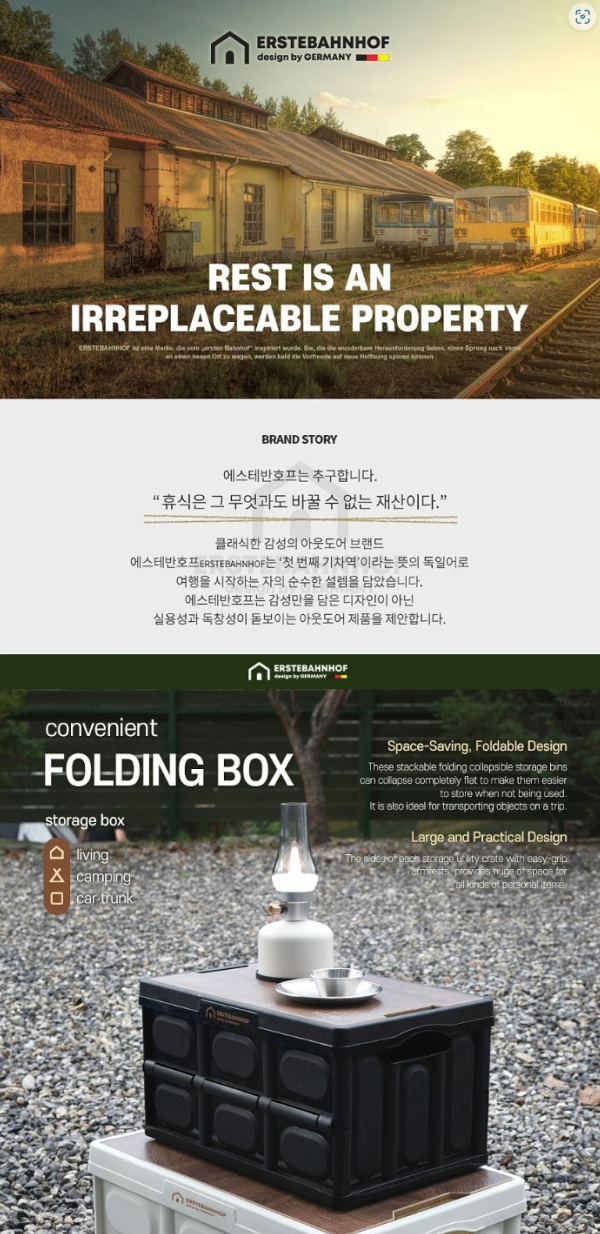 ERSTEBAHNHOF
design by GERMANY
REST IS AN
IRREPLACEABLE PROPERTY
ERSTEBAHNHOF ist eine Marke, die vom „ersten Bahnhof" inspiriert wurde. Sie, die die wunderbare Herausforderung lieben, einen Sprung nach vorne
an einen neuen Ort zu wagen, werden bald die Vorfreude auf neue Hoffnung spüren können.
BRAND STORY
에스테반호프는 추구합니다.
“ 휴식은 그 무엇과도 바꿀 수 없는 재산이다.”
클래식한 감성의 아웃도어 브랜드
에스테반호프ERSTEBAHNHOF는 '첫 번째 기차역'이라는 뜻의 독일어로
여행을 시작하는 자의 순수한 설렘을 담았습니다.
에스테반호프는 감성만을 담은 디자인이 아닌
실용성과 독창성이 돋보이는 아웃도어 제품을 제안합니다.
ERSTEBAHNHOF
design by GERMANY
convenient
FOLDING BOX
storage box
living
camping
car trunk
Space-Saving, Foldable Design
These stackable folding collapsible storage bins
can collapse completely flat to make them easier
to store when not being used.
It is also ideal for transporting objects on a trip.
Large and Practical Design
The sides of each storage utility crate with easy-grip
armrests, provides huge of space for
all kinds of personal items.
ERSTEBAHNHOF
ERSTEBAHNHOF